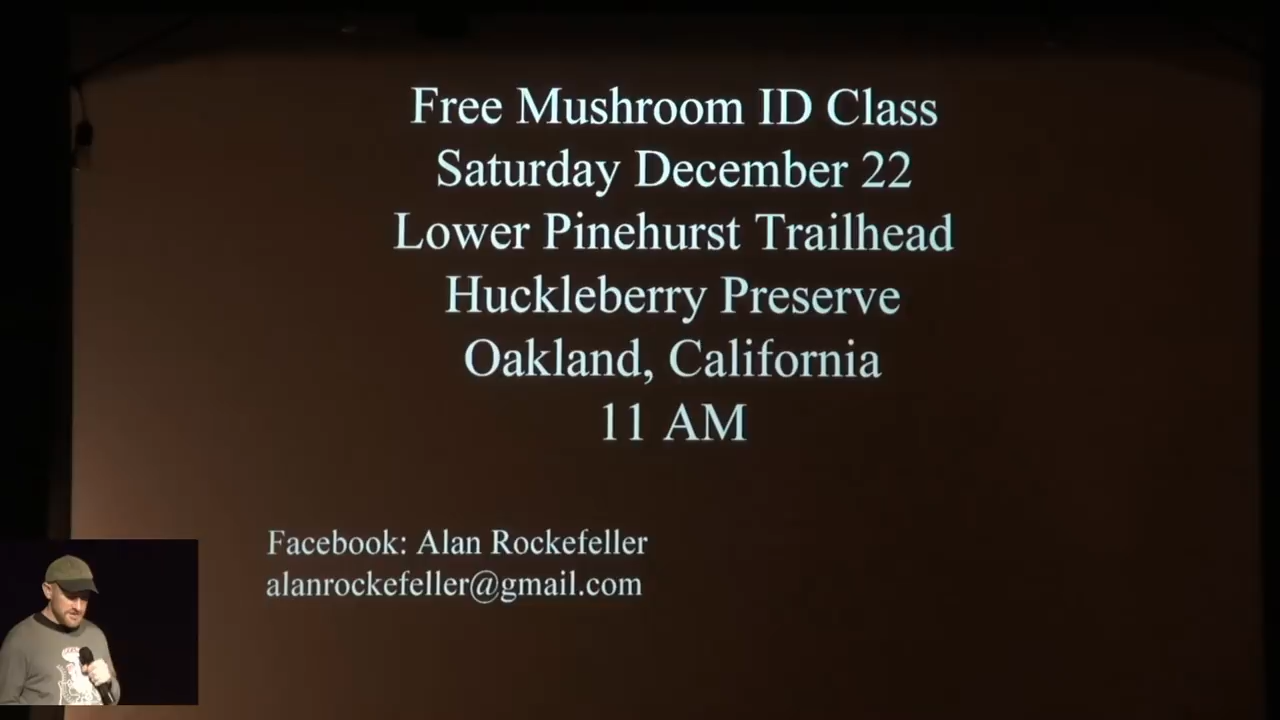 Free Mushroom ID Class
Saturday December 22
Lower Pinehurst Trailhead
Huckleberry Preserve
Oakland, California
11 AM
Facebook: Alan Rockefeller
alanrockefeller@gmail.com